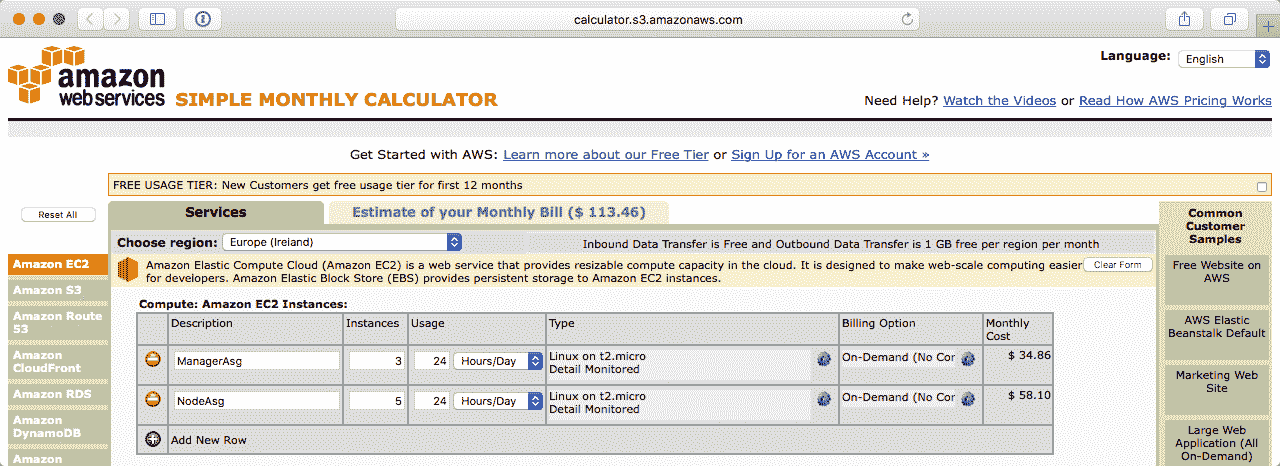 calculator.s3.amazonaws.com
Language: English
amazon
web services SIMPLE MONTHLY CALCULATOR
Need Help? Watch the Videos or Read How AWS Pricing Works
Get Started with AWS: Learn more about our Free Tier or Sign Up for an AWS Account »
FREE USAGE TIER: New Customers get free usage tier for first 12 months
Reset All
Services
Estimate of your Monthly Bill ($ 113.46)
Common
Customer
Samples
Choose region: Europe (Ireland)
Inbound Data Transfer is Free and Outbound Data Transfer is 1 GB free per region per month
Amazon EC2
Amazon S3
Amazon Route
53
Amazon
CloudFront
Amazon RDS
Amazon
DynamoDB
Amazon
Amazon Elastic Compute Cloud (Amazon EC2) is a web service that provides resizable compute capacity in the cloud. It is designed to make web-scale computing easier
for developers. Amazon Elastic Block Store (EBS) provides persistent storage to Amazon EC2 instances.
Clear Form
Compute: Amazon EC2 Instances:
Description Instances Usage Type Billing Option Monthly
Cost
ManagerAsg 3 24 Hours/Day Linux on t2.micro On-Demand (No Cor $ 34.86
Detail Monitored
NodeAsg 5 24 Hours/Day Linux on t2.micro On-Demand (No Cor $ 58.10
Detail Monitored
Add New Row
Free Website on
AWS
AWS Elastic
Beanstalk Default
Marketing Web
Site
Large Web
Application (All
On-Demand)